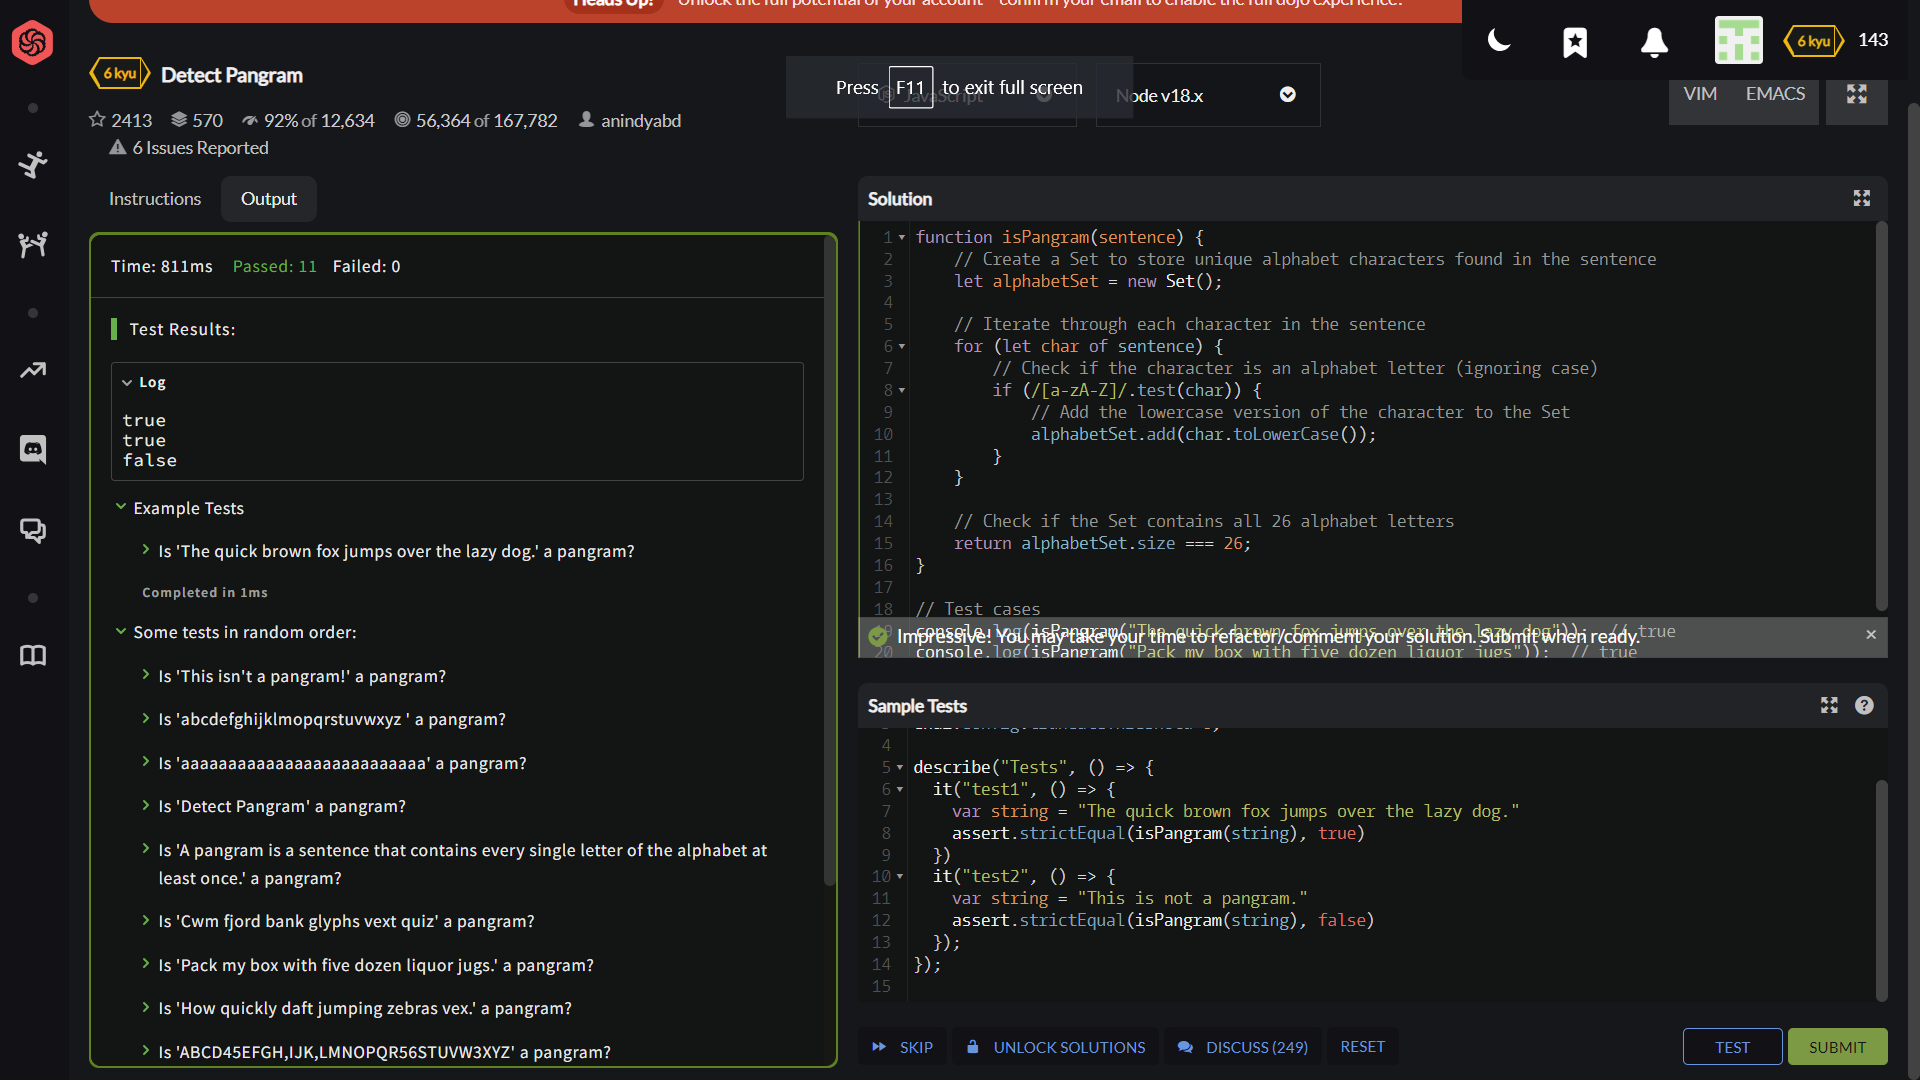 Heads Up! Unlock the full potential of your account - confirm your email to enable the full dojo experience!
6 kyu
143
6 kyu Detect Pangram
2413 570 92% of 12,634 56,364 of 167,782 anindyabd
6 Issues Reported
Press F11 to exit full screen
JavaScript
Node v18.x
VIM EMACS
Instructions Output
Time: 811ms Passed: 11 Failed: 0
Test Results:
Log
true
true
false
Example Tests
Is 'The quick brown fox jumps over the lazy dog.' a pangram?
Completed in 1ms
Some tests in random order:
Is 'This isn't a pangram!' a pangram?
Is 'abcdefghijklmopqrstuvwxyz ' a pangram?
Is 'aaaaaaaaaaaaaaaaaaaaaaaaaa' a pangram?
Is 'Detect Pangram' a pangram?
Is 'A pangram is a sentence that contains every single letter of the alphabet at
least once.' a pangram?
Is 'Cwm fjord bank glyphs vext quiz' a pangram?
Is 'Pack my box with five dozen liquor jugs.' a pangram?
Is 'How quickly daft jumping zebras vex.' a pangram?
Is 'ABCD45EFGH,IJK,LMNOPQR56STUVW3XYZ' a pangram?
Solution
1 function isPangram(sentence) {
2 // Create a Set to store unique alphabet characters found in the sentence
3 let alphabetSet = new Set();
4
5 // Iterate through each character in the sentence
6 for (let char of sentence) {
7 // Check if the character is an alphabet letter (ignoring case)
8 if (/[a-zA-Z]/.test(char)) {
9 // Add the lowercase version of the character to the Set
10 alphabetSet.add(char.toLowerCase());
11 }
12 }
13
14 // Check if the Set contains all 26 alphabet letters
15 return alphabetSet.size === 26;
16 }
17
18 // Test cases
19 console.log(isPangram("The quick brown fox jumps over the lazy dog")); // true
Impressive! You may take your time to refactor/comment your solution. Submit when ready.
20 console.log(isPangram("Pack my box with five dozen liquor jugs")); // true
Sample Tests
4
5 describe("Tests", () => {
6 it("test1", () => {
7 var string = "The quick brown fox jumps over the lazy dog."
8 assert.strictEqual(isPangram(string), true)
9 })
10 it("test2", () => {
11 var string = "This is not a pangram."
12 assert.strictEqual(isPangram(string), false)
13 });
14 });
15
SKIP UNLOCK SOLUTIONS DISCUSS (249) RESET TEST SUBMIT